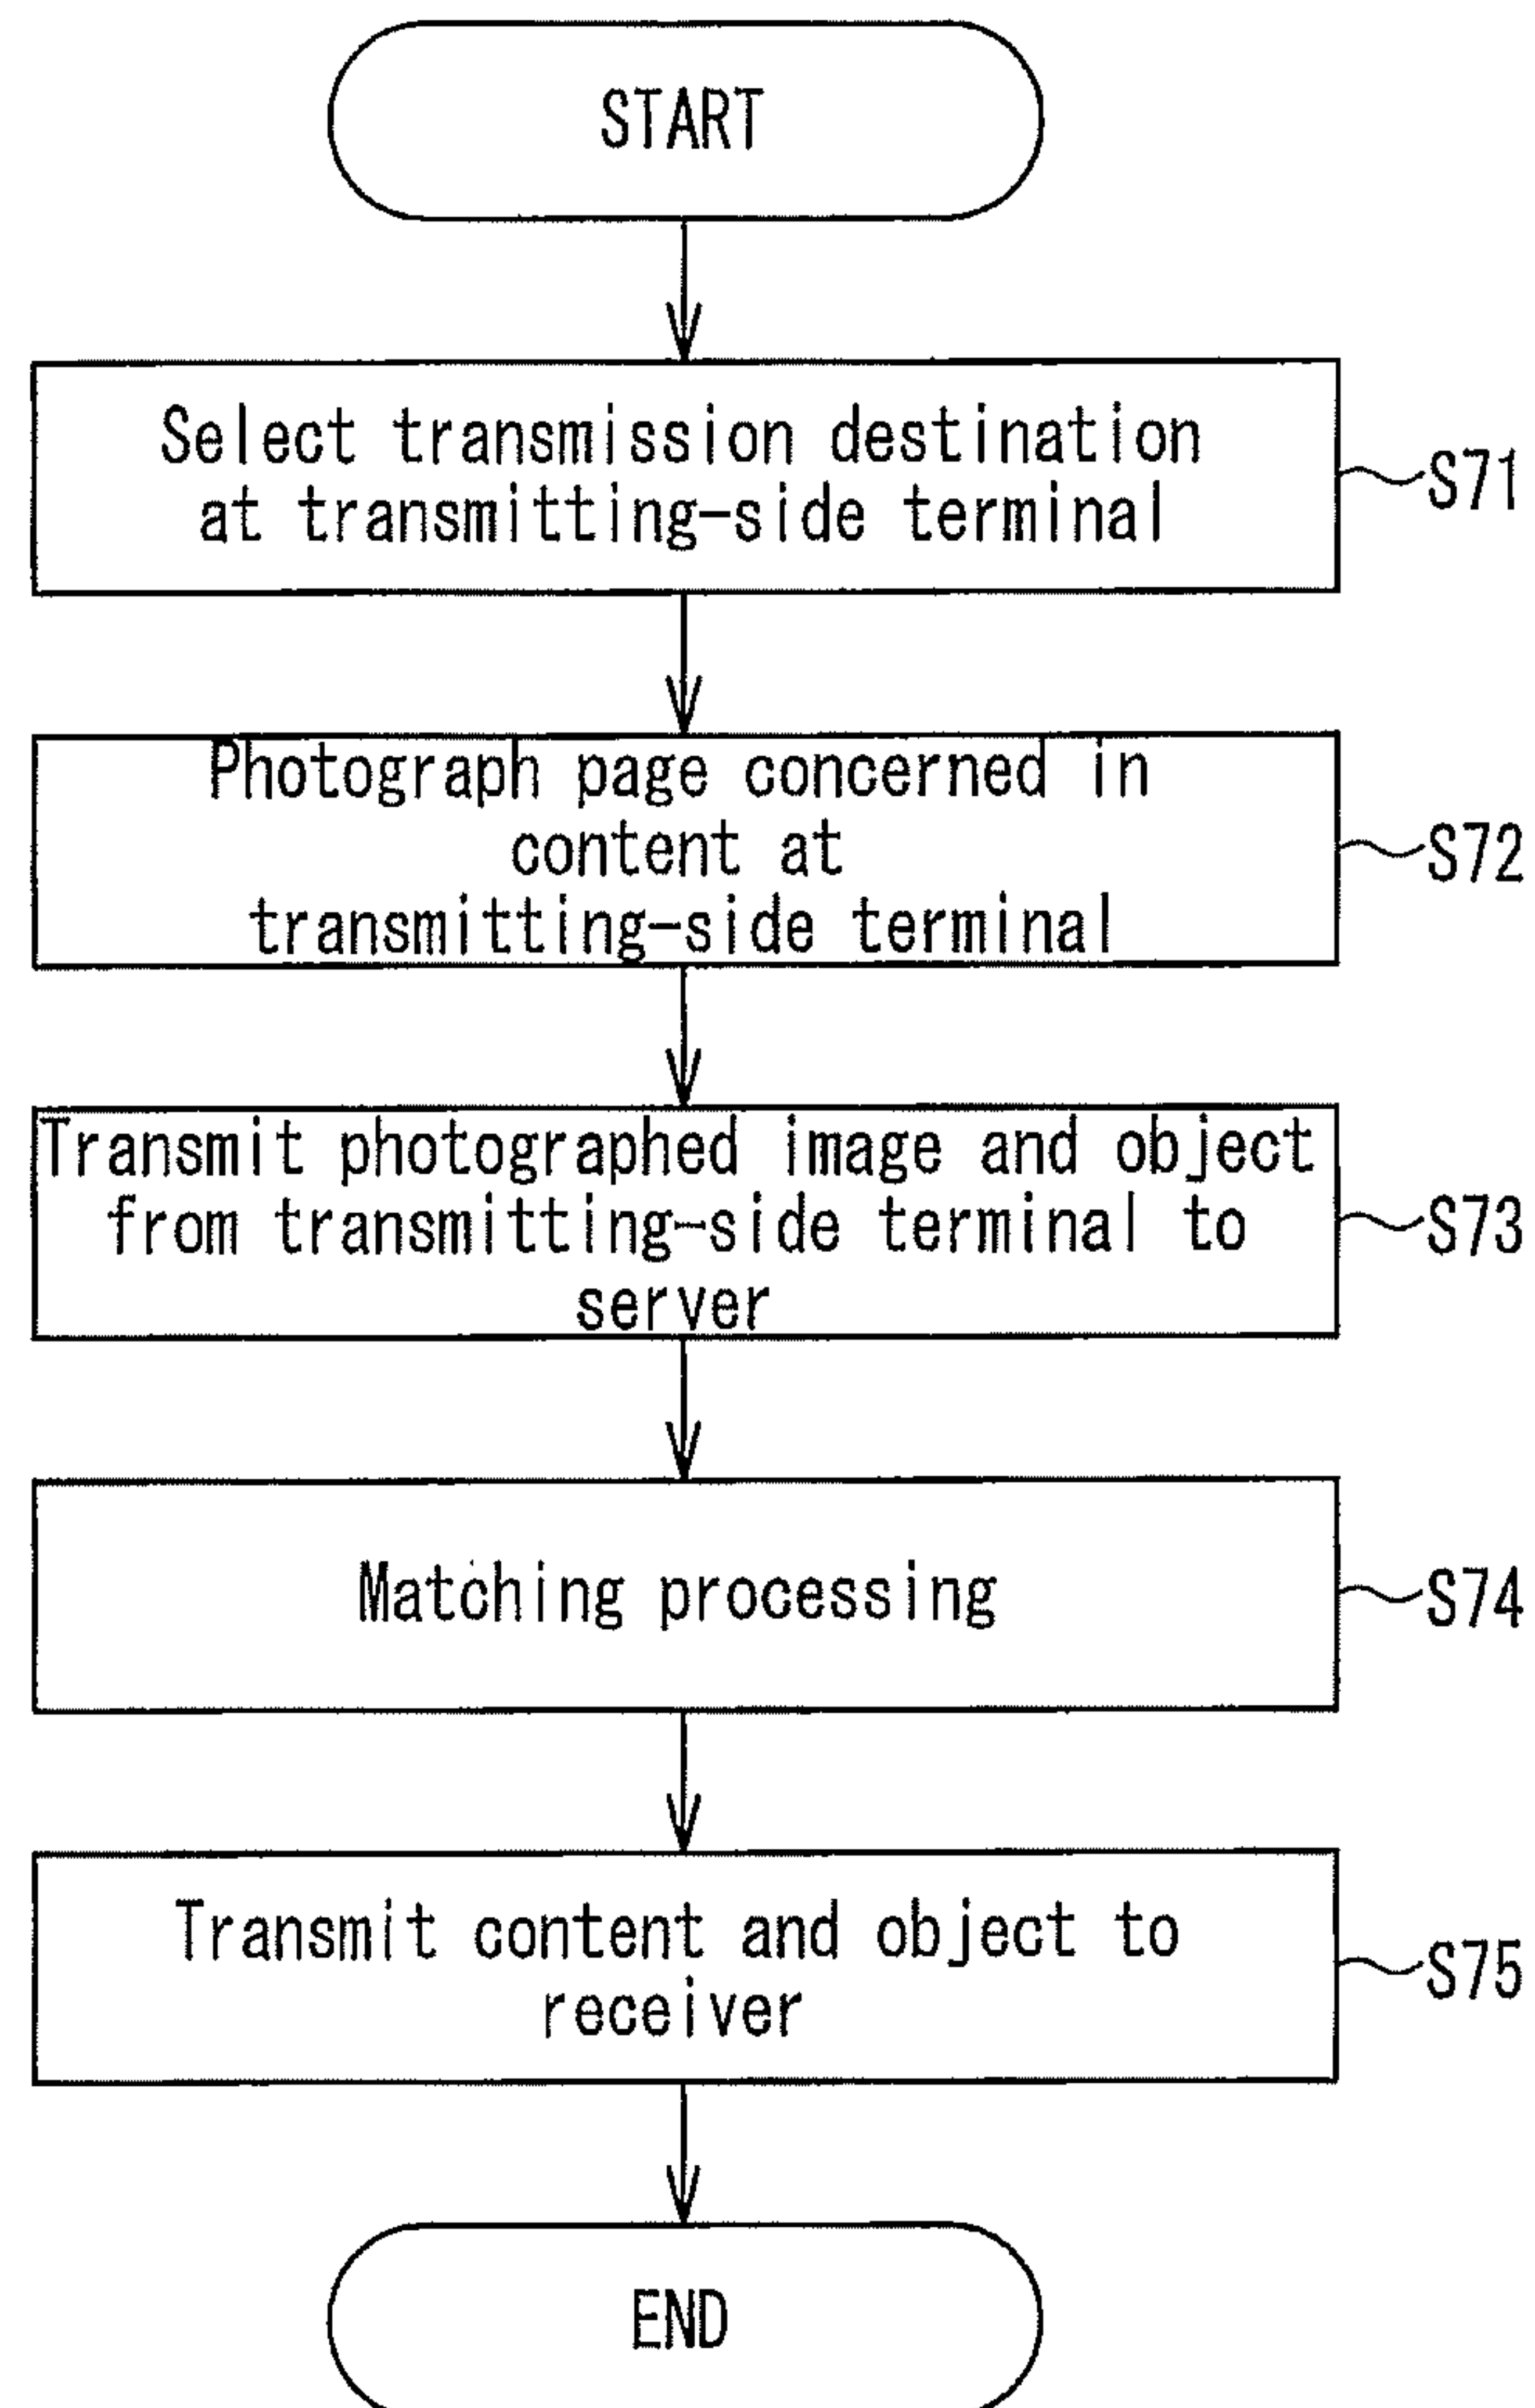 START
Select transmission destination
at transmitting-side terminal
S71
Photograph page concerned in
content at
transmitting-side terminal
S72
Transmit photographed image and object
from transmitting-side terminal to
server
S73
Matching processing
S74
Transmit content and object to
receiver
S75
END